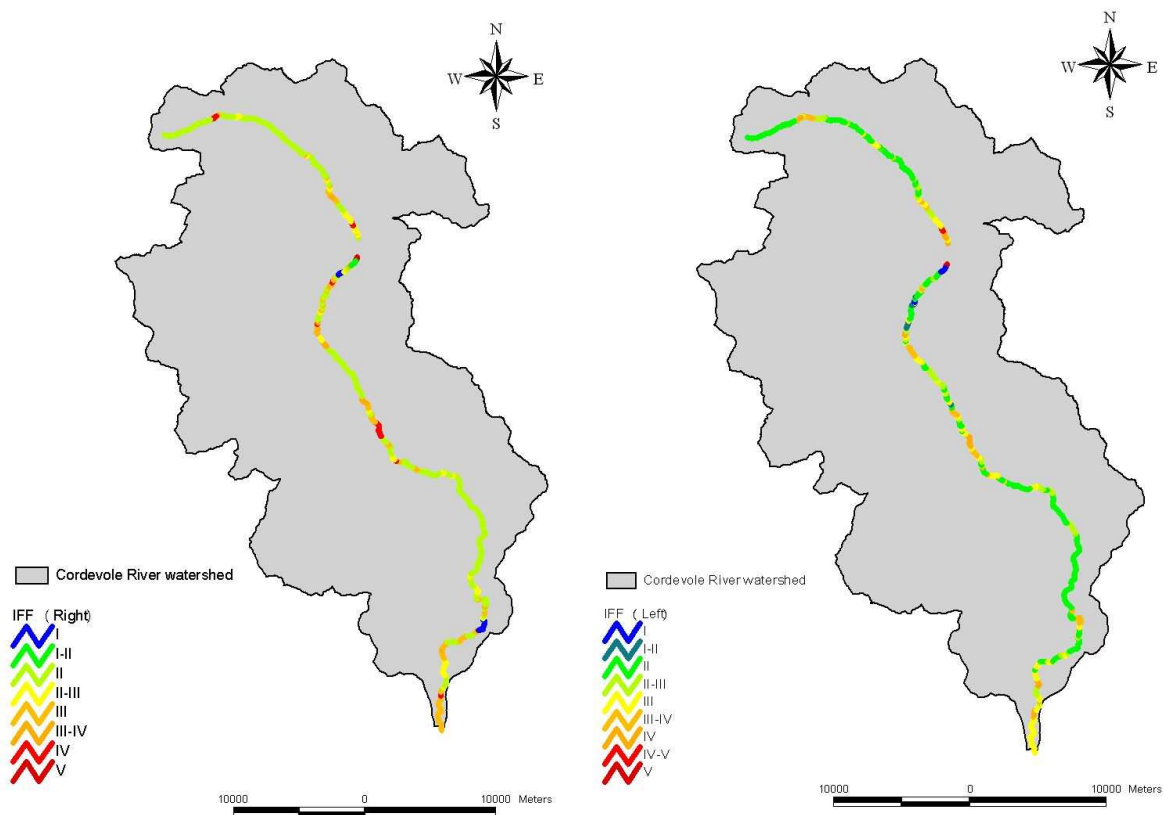 N
W E
S
Cordevole River watershed
IFF ( Right)
I
I-II
II
II-III
III
III-IV
IV
V
10000 0 10000 Meters
N
W E
S
Cordevole River watershed
IFF ( Left)
I
I-II
II
II-III
III
III-IV
IV
IV-V
V
10000 0 10000 Meters